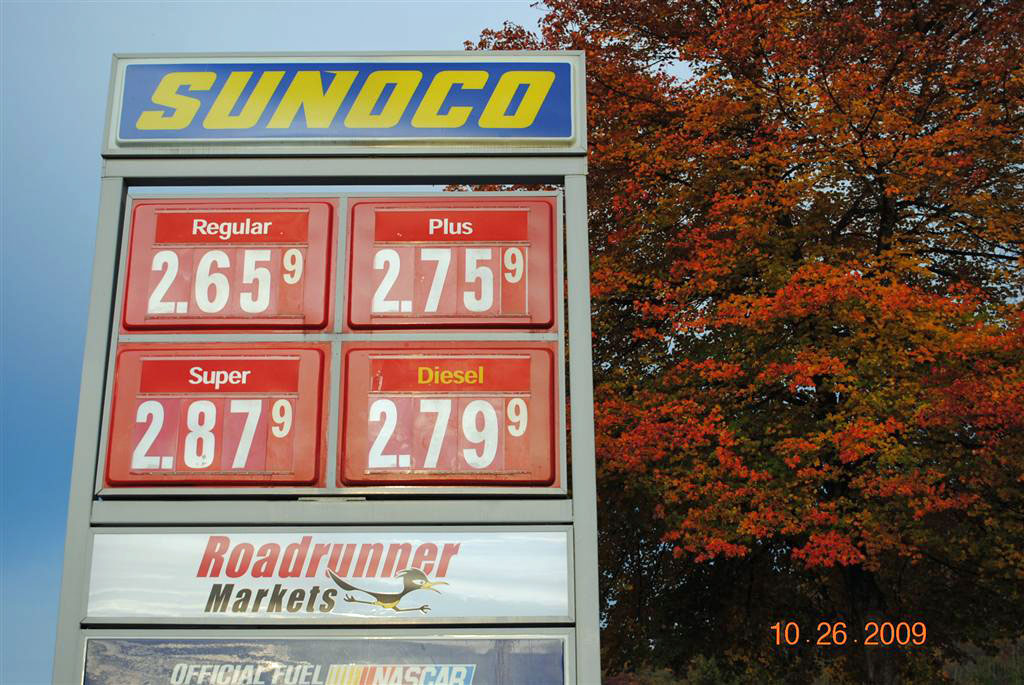 SUNOCO
Regular
2.65 9
Plus
2.75 9
Super
2.87 9
Diesel
2.79 9
Roadrunner
Markets
OFFICIAL FUEL NASCAR
10 . 26 . 2009